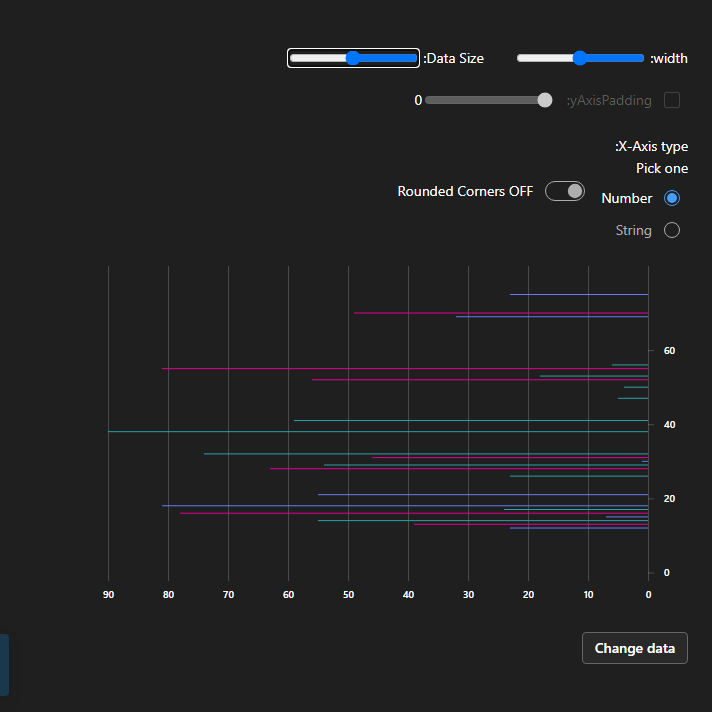 :width
:Data Size
:yAxisPadding
0
:X-Axis type
Pick one
Number
Rounded Corners OFF
String
60
40
20
0
90 80 70 60 50 40 30 20 10 0
Change data